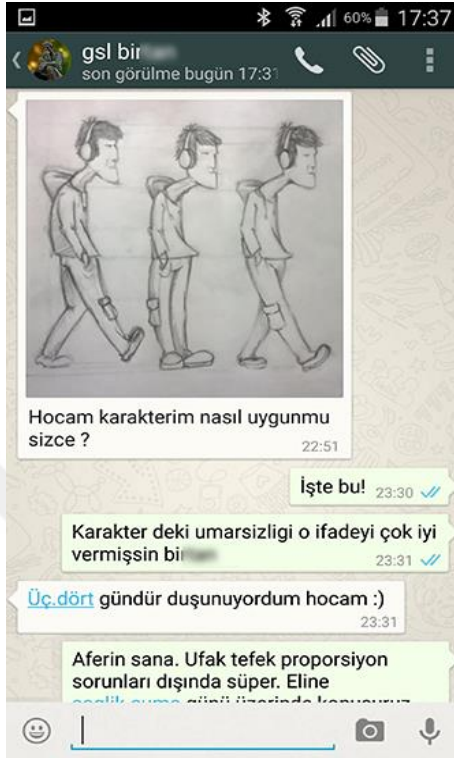 60% 17:37
gsl bir
son görülme bugün 17:31
Hocam karakterim nasıl uygunmu
sizce ?
22:51
İşte bu! 23:30
Karakter deki umarsizligi o ifadeyi çok iyi
vermişsin bi
23:31
Üç.dört gündür duşunuyordum hocam :)
23:31
Aferin sana. Ufak tefek proporsiyon
sorunları dışında süper. Eline